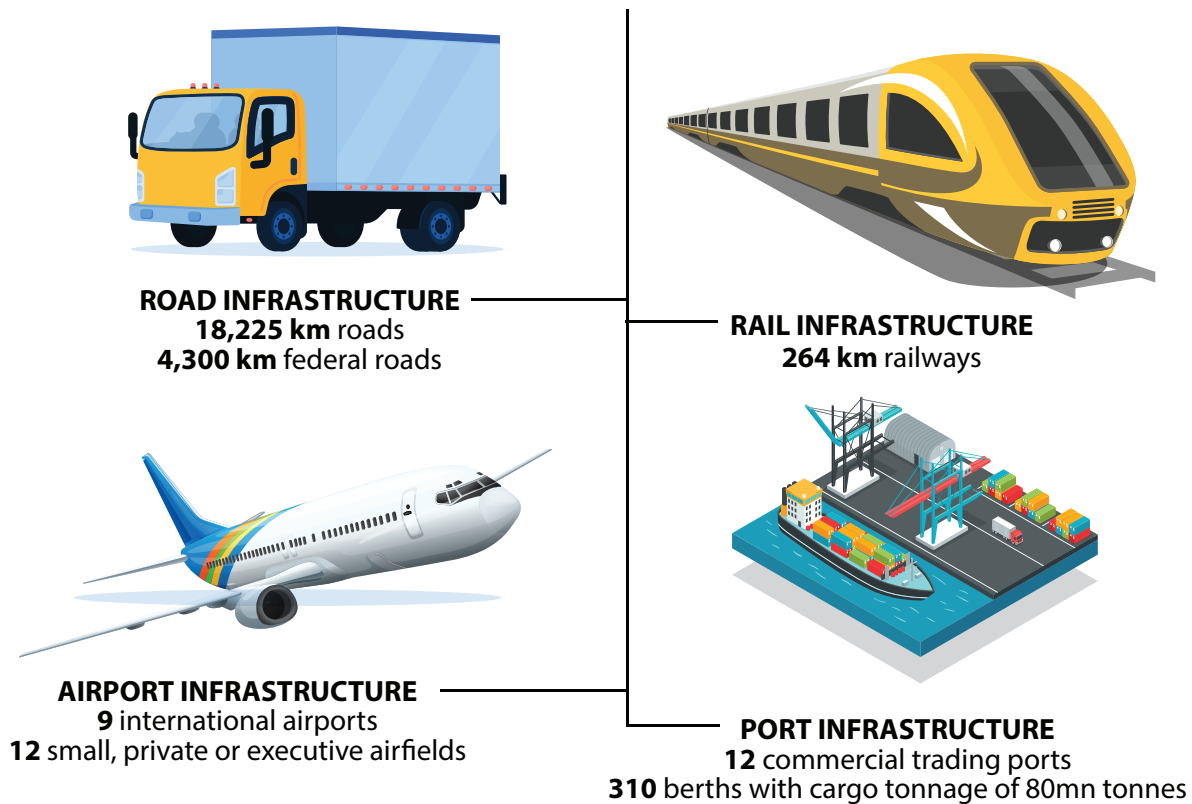 ROAD INFRASTRUCTURE
18,225 km roads
4,300 km federal roads
RAIL INFRASTRUCTURE
264 km railways
AIRPORT INFRASTRUCTURE
9 international airports
12 small, private or executive airfields
PORT INFRASTRUCTURE
12 commercial trading ports
310 berths with cargo tonnage of 80mn tonnes